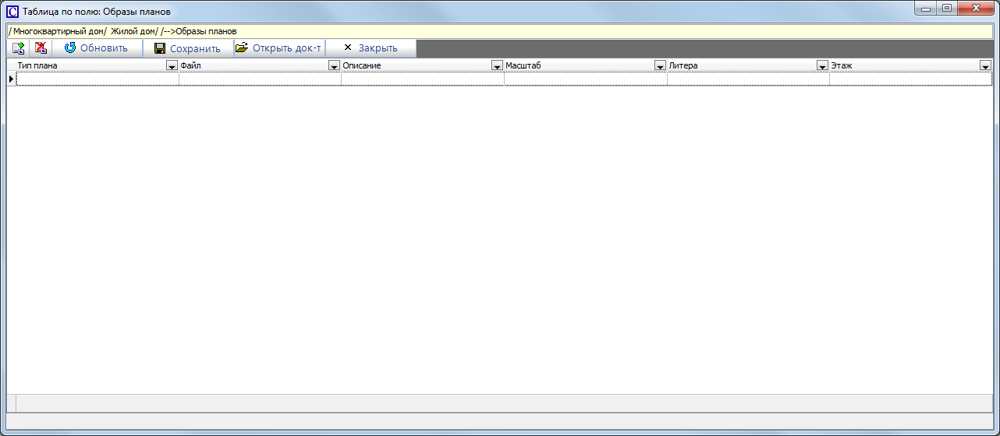 Таблица по полю: Образы планов
/ Многоквартирный дом/ Жилой дом/ /-->Образы планов
Обновить Сохранить Открыть док-т Закрыть
Тип плана Файл Описание Масштаб Литера Этаж